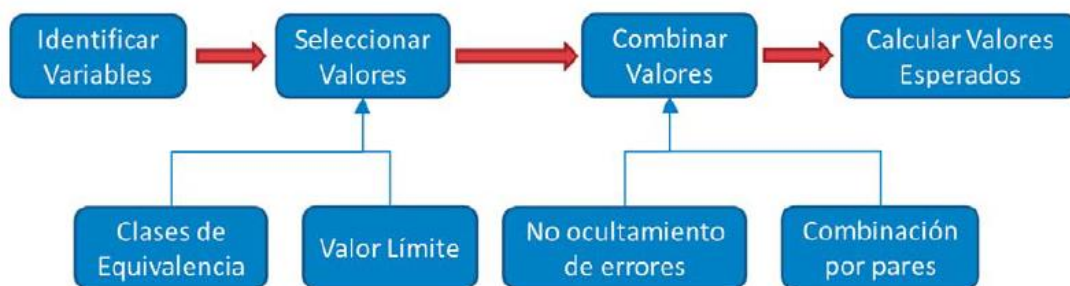 Identificar
Variables
Seleccionar
Valores
Combinar
Valores
Calcular Valores
Esperados
Clases de
Equivalencia
Valor Límite
No ocultamiento
de errores
Combinación
por pares